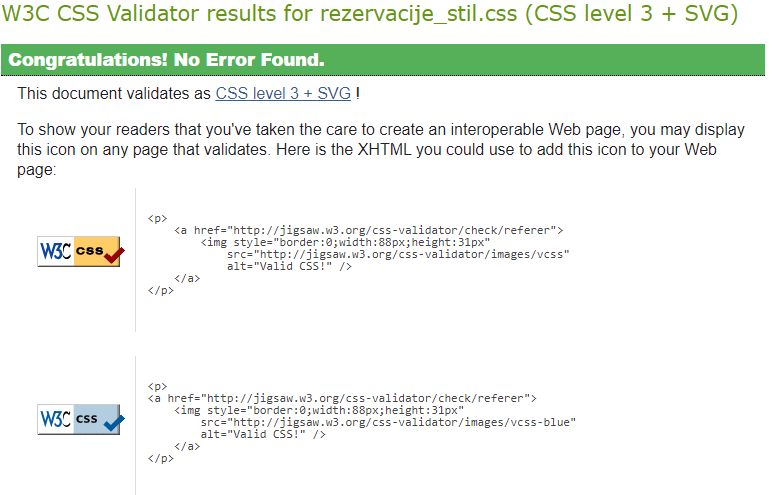 W3C CSS Validator results for rezervacije_stil.css (CSS level 3 + SVG)
Congratulations! No Error Found.
This document validates as CSS level 3 + SVG !
To show your readers that you've taken the care to create an interoperable Web page, you may display
this icon on any page that validates. Here is the XHTML you could use to add this icon to your Web
page:
W3C css
<p>
    <a href="http://jigsaw.w3.org/css-validator/check/referer">
        <img style="border:0;width:88px;height:31px"
            src="http://jigsaw.w3.org/css-validator/images/vcss"
            alt="Valid CSS!" />
    </a>
</p>
W3C css
<p>
<a href="http://jigsaw.w3.org/css-validator/check/referer">
    <img style="border:0;width:88px;height:31px"
        src="http://jigsaw.w3.org/css-validator/images/vcss-blue"
        alt="Valid CSS!" />
    </a>
</p>